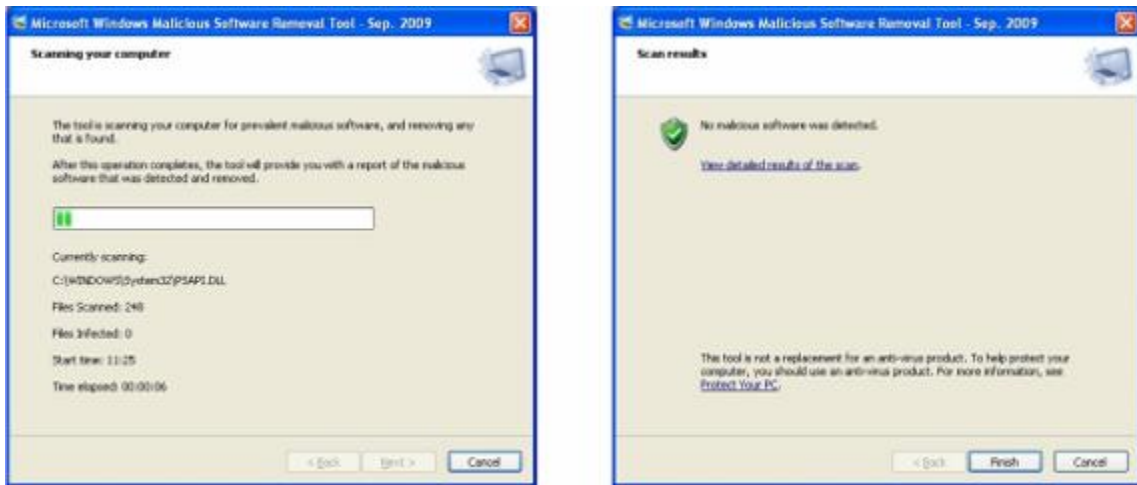 Microsoft Windows Malicious Software Removal Tool - Sep. 2009
Scanning your computer
The tool is scanning your computer for prevalent malicious software, and removing any
that is found.
After this operation completes, the tool will provide you with a report of the malicious
software that was detected and removed.
Currently scanning:
C:\WINDOWS\System32\PSAPI.DLL
Files Scanned: 248
Files Infected: 0
Start time: 11:25
Time elapsed: 00:00:06
< Back
Next >
Cancel
Microsoft Windows Malicious Software Removal Tool - Sep. 2009
Scan results
No malicious software was detected.
View detailed results of the scan.
This tool is not a replacement for an anti-virus product. To help protect your
computer, you should use an anti-virus product. For more information, see
Protect Your PC.
< Back
Finish
Cancel